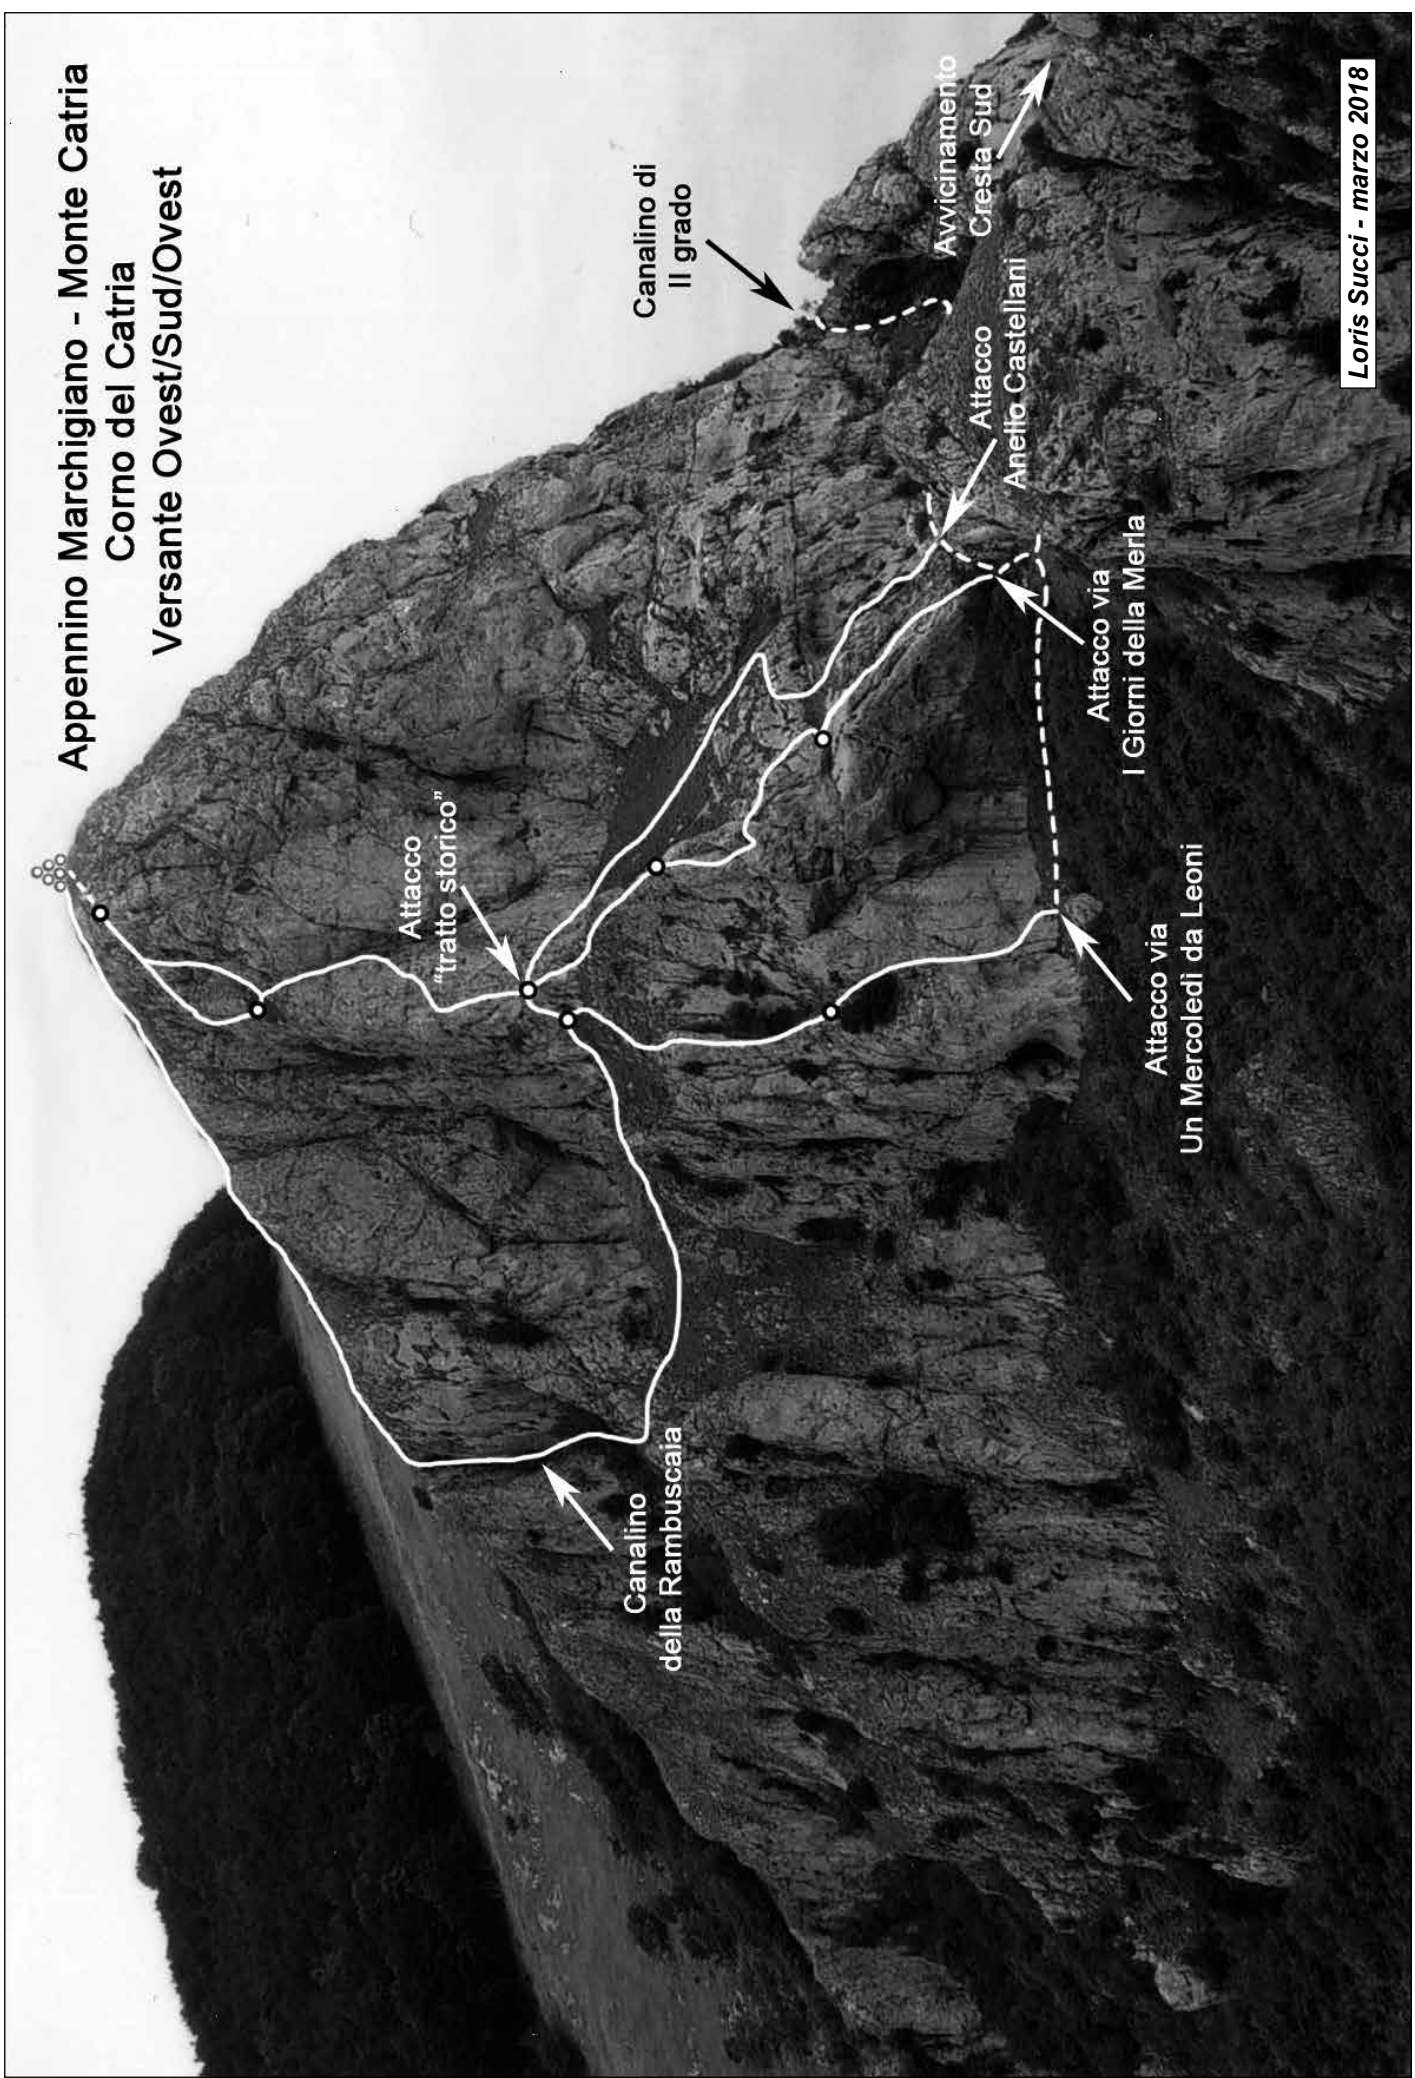 Appennino Marchigiano - Monte Catria
Corno del Catria
Versante Ovest/Sud/Ovest
Attacco
“tratto storico”
Canalino di
II grado
Avvicinamento
Cresta Sud
Attacco
Anello Castellani
Attacco via
I Giorni della Merla
Attacco via
Un Mercoledì da Leoni
Canalino
della Rambuscaia
Loris Succi - marzo 2018